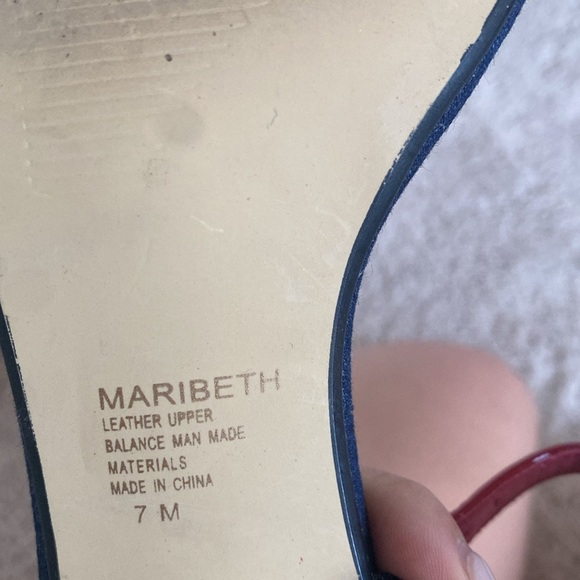 MARIBETH
LEATHER UPPER
BALANCE MAN MADE
MATERIALS
MADE IN CHINA
7 M